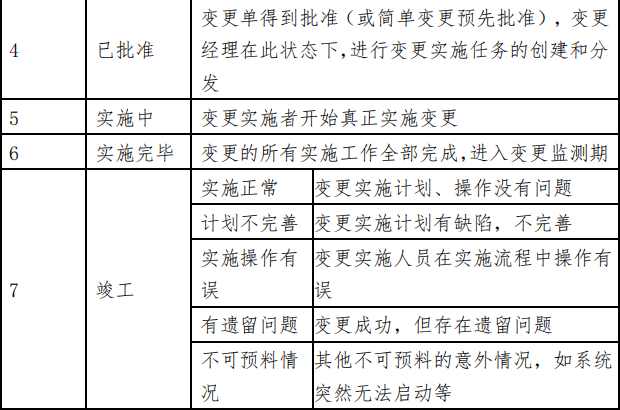 变更单得到批准（或简单变更预先批准），变更
4 已批准 经理在此状态下,进行变更实施任务的创建和分
发
5 实施中 变更实施者开始真正实施变更
6 实施完毕 变更的所有实施工作全部完成,进入变更监测期
实施正常 变更实施计划、操作没有问题
计划不完善 变更实施计划有缺陷，不完善
实施操作有 变更实施人员在实施流程中操作有
7 竣工 误 误
有遗留问题 变更成功，但存在遗留问题
不可预料情 其他不可预料的意外情况，如系统
况 突然无法启动等